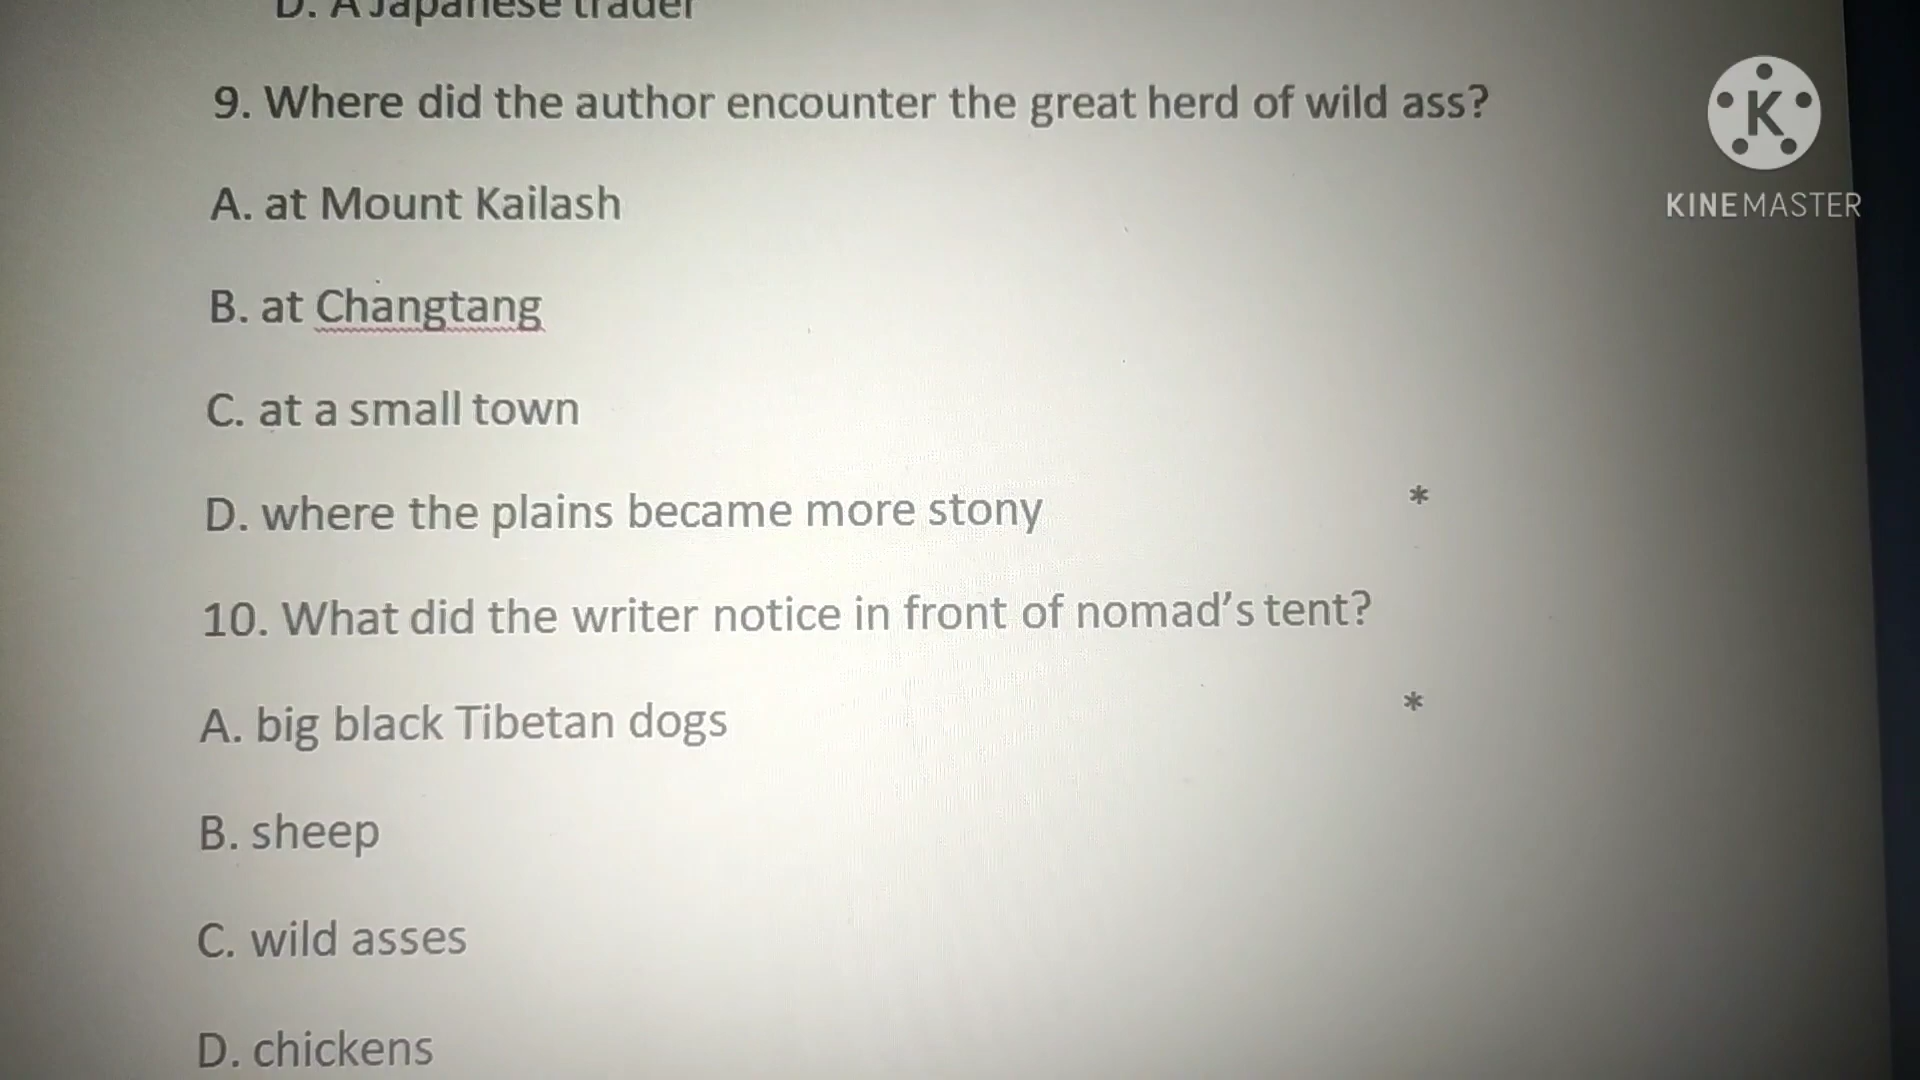 D. A Japanese trader
9. Where did the author encounter the great herd of wild ass?
A. at Mount Kailash
B. at Changtang
C. at a small town
D. where the plains became more stony *
10. What did the writer notice in front of nomad's tent?
A. big black Tibetan dogs *
B. sheep
C. wild asses
D. chickens
K
KINEMASTER